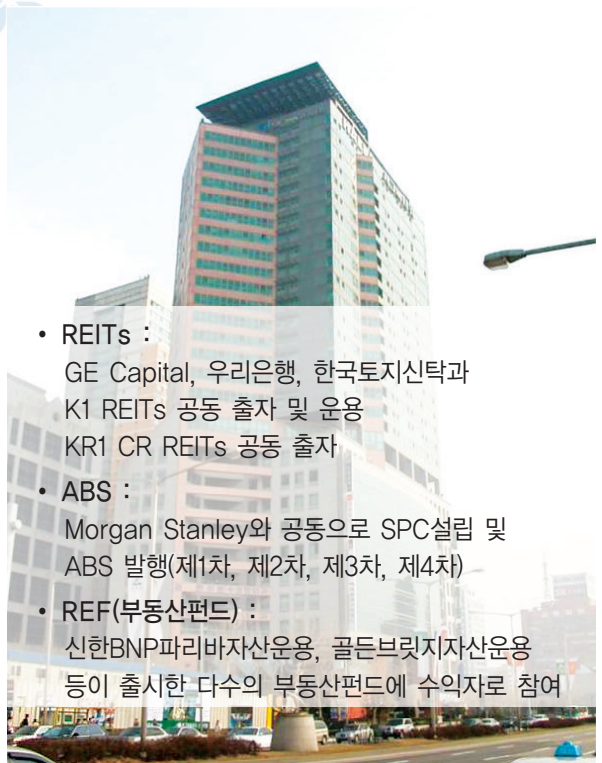 • REITs :
GE Capital, 우리은행, 한국토지신탁과
K1 REITs 공동 출자 및 운용
KR1 CR REITs 공동 출자
• ABS :
Morgan Stanley와 공동으로 SPC설립 및
ABS 발행(제1차, 제2차, 제3차, 제4차)
• REF(부동산펀드) :
신한BNP파리바자산운용, 골든브릿지자산운용
등이 출시한 다수의 부동산펀드에 수익자로 참여